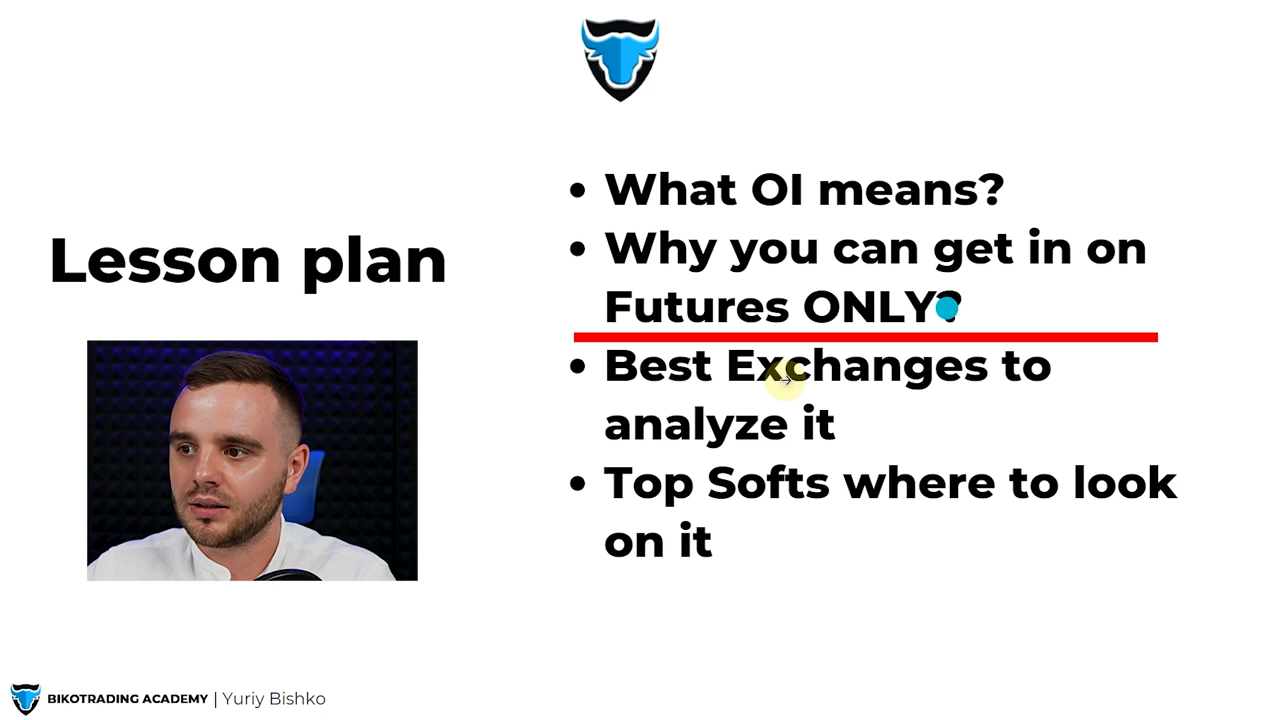 Lesson plan
• What OI means?
• Why you can get in on
Futures ONLY?
• Best Exchanges to
analyze it
• Top Softs where to look
on it
BIKOTRADING ACADEMY | Yuriy Bishko